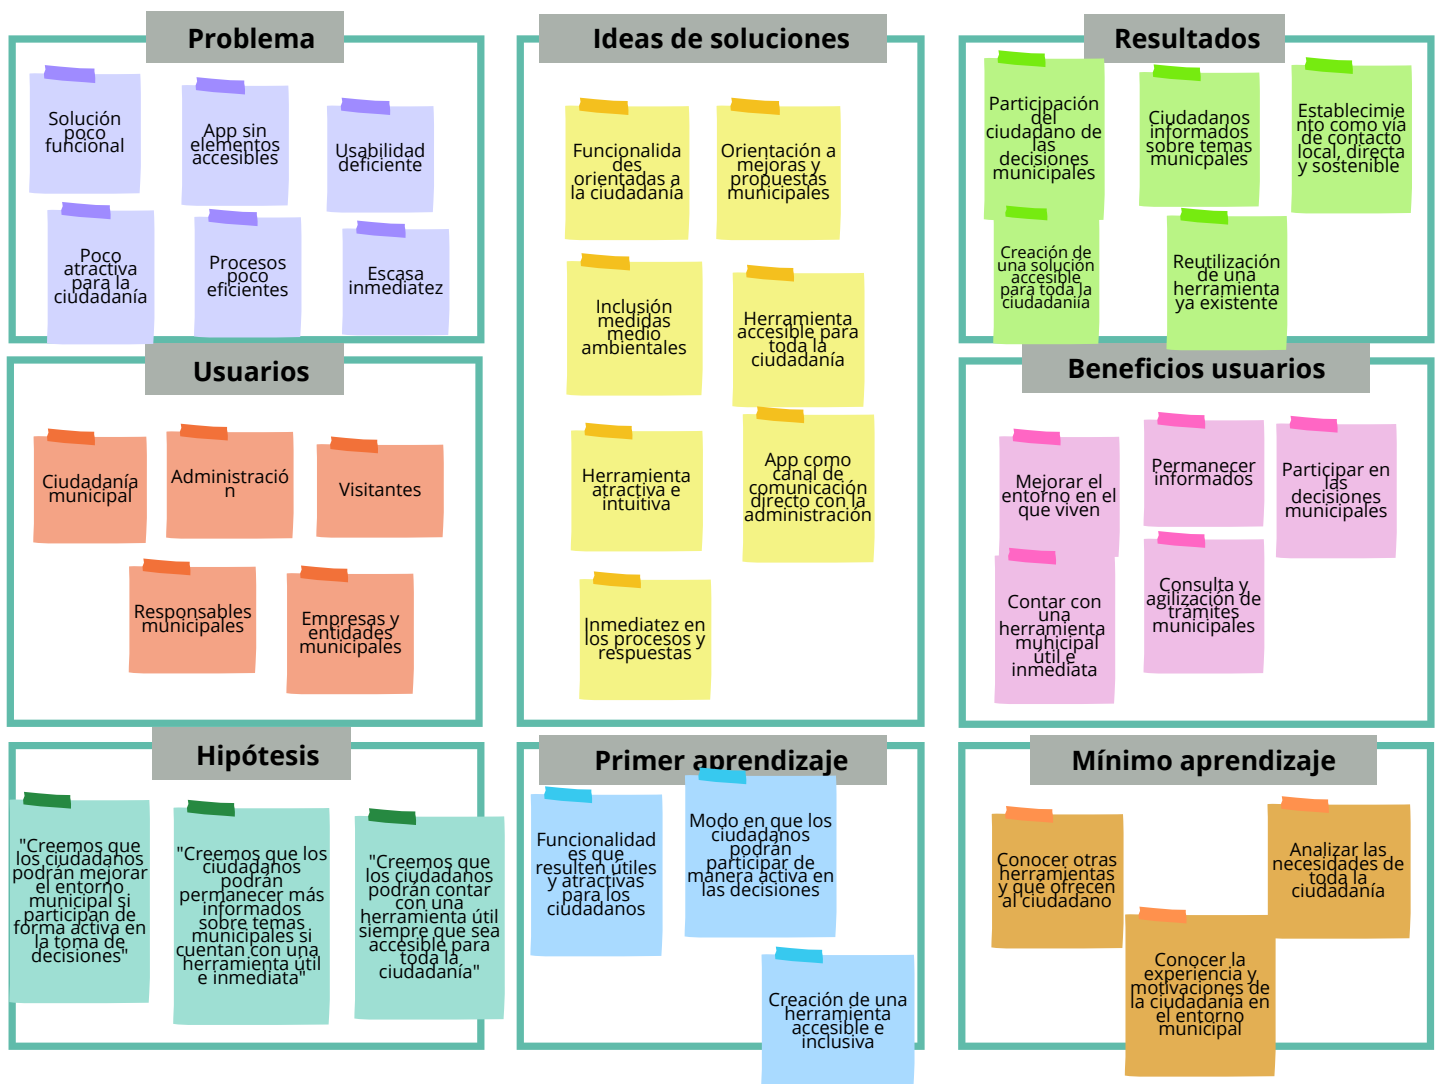 Problema
Solución
poco
funcional
App sin
elementos
accesibles
Usabilidad
deficiente
Poco
atractiva
para la
ciudadanía
Procesos
poco
eficientes
Escasa
inmediatez
Ideas de soluciones
Funcionalida
des
orientadas a
la ciudadanía
Orientación a
mejoras y
propuestas
municipales
Inclusión
medidas
medio
ambientales
Herramienta
accesible para
toda la
ciudadanía
Herramienta
atractiva e
intuitiva
App como
canal de
comunicación
directo con la
administración
Inmediatez en
los procesos y
respuestas
Resultados
Participación
del
ciudadano de
las
decisiones
municipales
Ciudadanos
informados
sobre temas
municpales
Establecimie
nto como vía
de contacto
local, directa
y sostenible
Creación de
una solución
accesible
para toda la
ciudadaniía
Reutilización
de una
herramienta
ya existente
Usuarios
Ciudadanía
municipal
Administració
n
Visitantes
Responsables
municipales
Empresas y
entidades
municipales
Beneficios usuarios
Mejorar el
entorno en el
que viven
Permanecer
informados
Participar en
las
decisiones
municipales
Contar con
una
herramienta
municipal
útil e
inmediata
Consulta y
agilización de
trámites
municipales
Hipótesis
"Creemos que
los ciudadanos
podrán mejorar
el entorno
municipal si
participan de
forma activa en
la toma de
decisiones"
"Creemos que los
ciudadanos
podrán
permanecer más
informados
sobre temas
municipales si
cuentan con una
herramienta útil
e inmediata"
"Creemos que
los ciudadanos
podrán contar
con una
herramienta útil
siempre que sea
accesible para
toda la
ciudadanía"
Primer aprendizaje
Funcionalidad
es que
resulten útiles
y atractivas
para los
ciudadanos
Modo en que los
ciudadanos
podrán
participar de
manera activa en
las decisiones
Creación de una
herramienta
accesible e
inclusiva
Mínimo aprendizaje
Conocer otras
herramientas
y qué ofrecen
al ciudadano
Analizar las
necesidades de
toda la
ciudadanía
Conocer la
experiencia y
motivaciones de
la ciudadanía en
el entorno
municipal